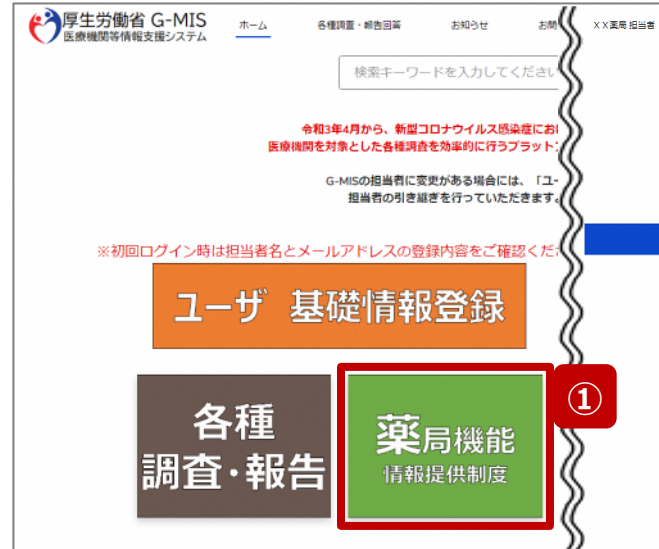 厚生労働省 G-MIS
医療機関等情報支援システム
ホーム
各種調査・報告回答
お知らせ
お問
××薬局 担当者
検索キーワードを入力してくださ
令和3年4月から、新型コロナウイルス感染症にお
医療機関を対象とした各種調査を効率的に行うプラット
G-MISの担当者に変更がある場合には、「ユー
担当者の引き継ぎを行っていただきます。
※初回ログイン時は担当者名とメールアドレスの登録内容をご確認くださ
ユーザ 基礎情報登録
各種
調査・報告
薬局機能
情報提供制度
①